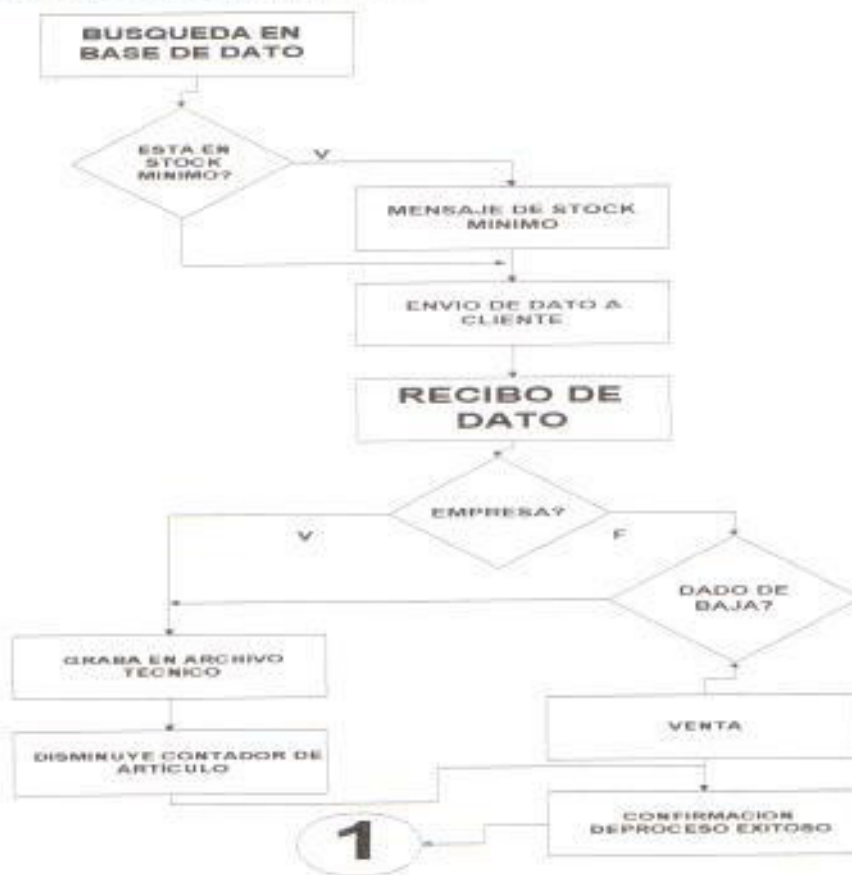 BUSQUEDA EN
BASE DE DATO
ESTA EN
STOCK
MINIMO?
V
MENSAJE DE STOCK
MINIMO
ENVIO DE DATO A
CLIENTE
RECIBO DE
DATO
EMPRESA?
V
F
DADO DE
BAJA?
GRABA EN ARCHIVO
TECNICO
VENTA
DISMINUYE CONTADOR DE
ARTÍCULO
CONFIRMACION
DEPROCESO EXITOSO
1